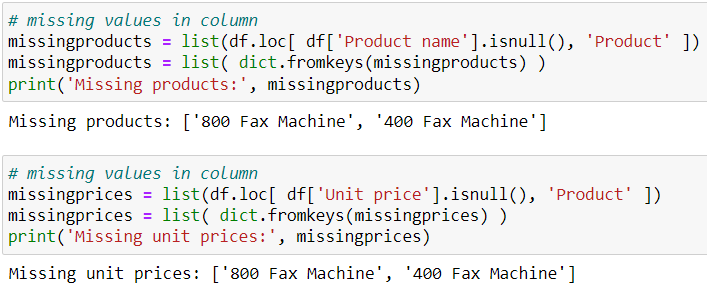 # missing values in column
missingproducts = list(df.loc[ df['Product name'].isnull(), 'Product' ])
missingproducts = list( dict.fromkeys(missingproducts) )
print('Missing products:', missingproducts)
Missing products: ['800 Fax Machine', '400 Fax Machine']
# missing values in column
missingprices = list(df.loc[ df['Unit price'].isnull(), 'Product' ])
missingprices = list( dict.fromkeys(missingprices) )
print('Missing unit prices:', missingprices)
Missing unit prices: ['800 Fax Machine', '400 Fax Machine']